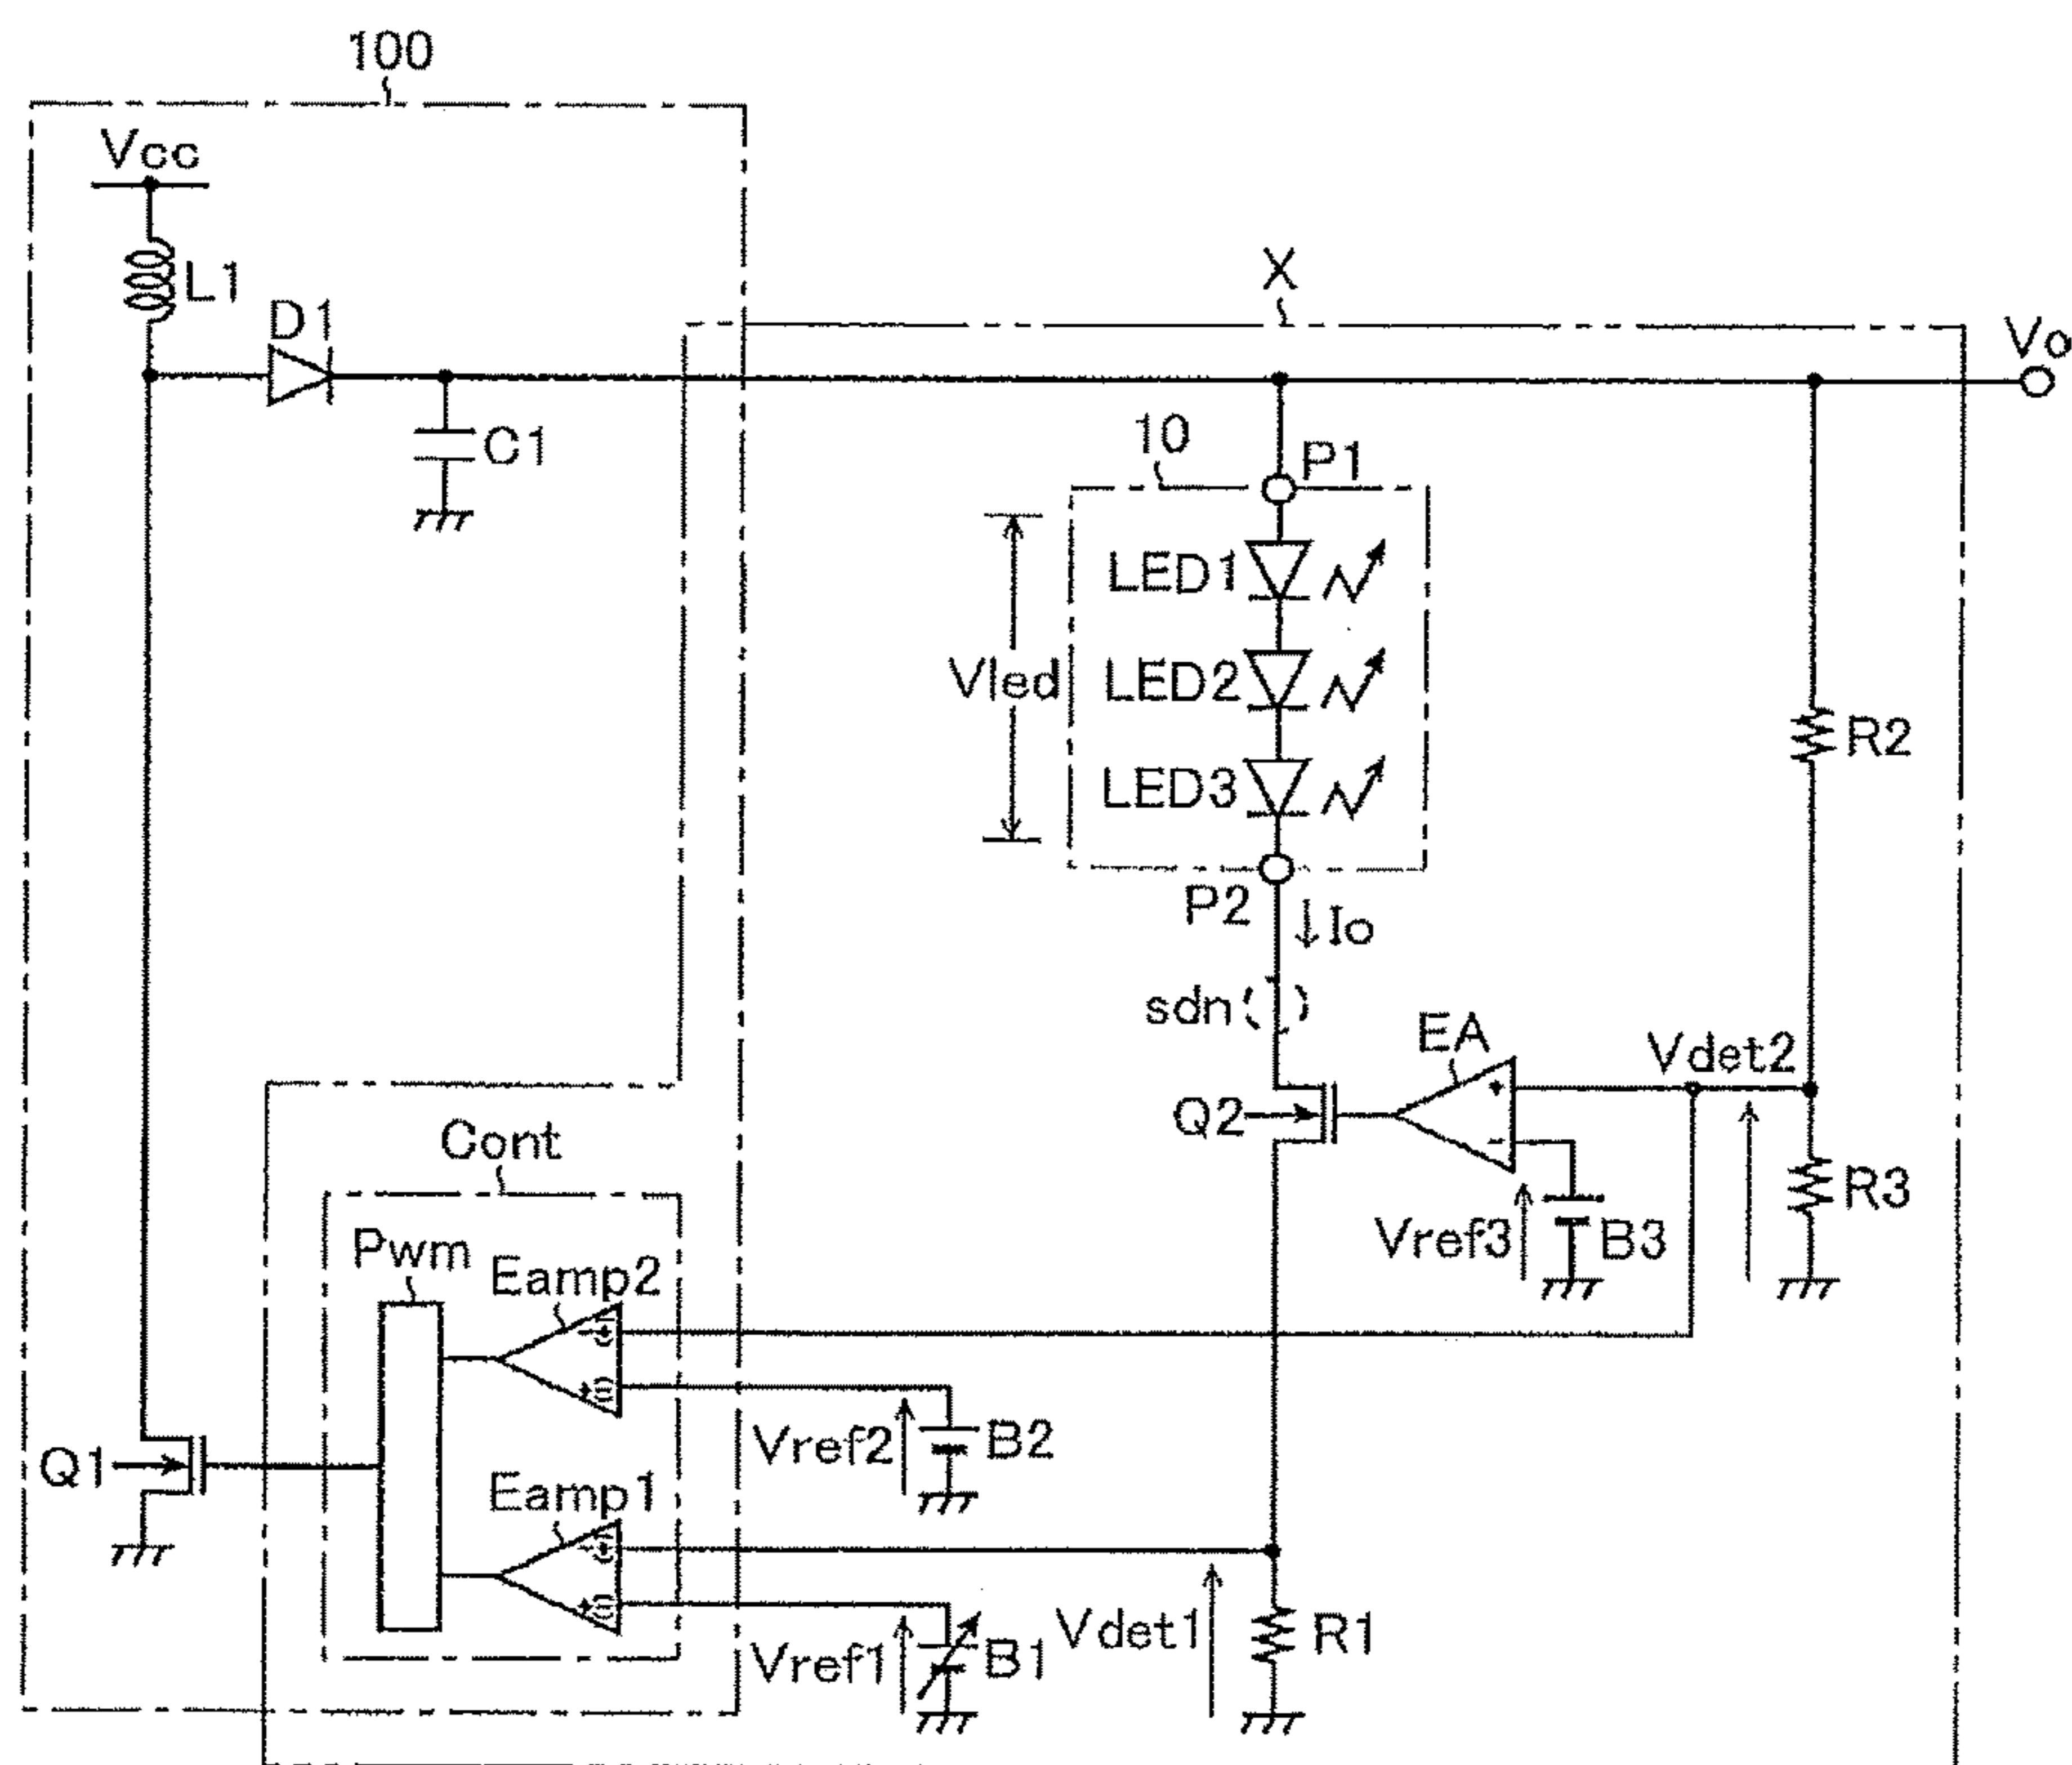 100
Vcc
L1
D1
C1
X
Vo
10
P1
LED1
LED2
LED3
Vled
P2
Io
sdn
R2
EA
+
-
Vdet2
Q2
Vref3
B3
R3
Cont
Pwm
Eamp2
Vref2
B2
Q1
Eamp1
Vref1
B1
Vdet1
R1